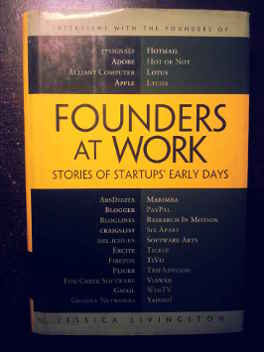 INTERVIEWS WITH THE FOUNDERS OF
37SIGNALS HOTMAIL
ADOBE HOT OR NOT
ALLIANT COMPUTER LOTUS
APPLE LYCOS
FOUNDERS
AT WORK
STORIES OF STARTUPS' EARLY DAYS
ARSDIGITA MARIMBA
BLOGGER PAYPAL
BLOGLINES RESEARCH IN MOTION
CRAIGSLIST SIX APART
DEL.ICIO.US SOFTWARE ARTS
EXCITE TICKLE
FIREFOX TIVO
FLICKR TRIPADVISOR
FOG CREEK SOFTWARE VIAWEB
GMAIL WEBTV
GROOVE NETWORKS YAHOO!
JESSICA LIVINGSTON